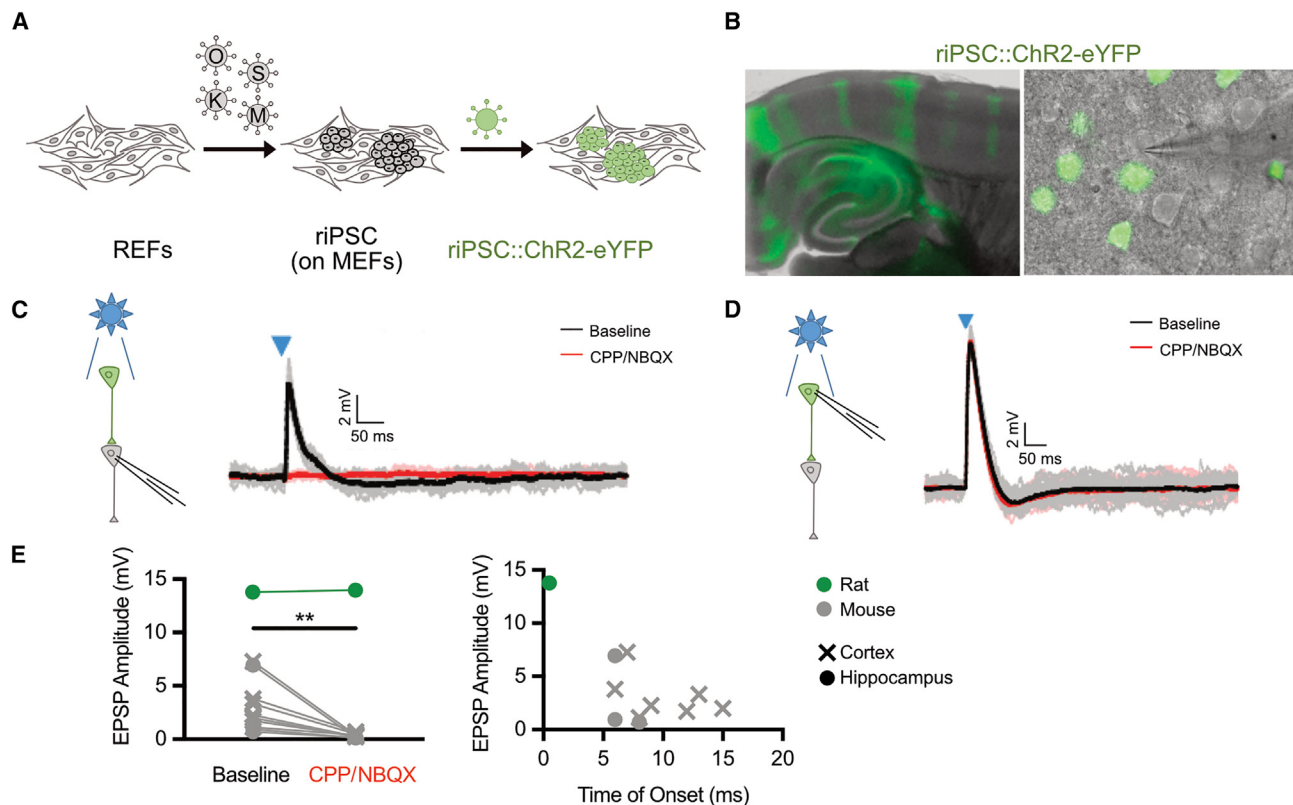 A
O
S
K
M
REFs
riPSC
(on MEFs)
riPSC::ChR2-eYFP
B
riPSC::ChR2-eYFP
C
Baseline
CPP/NBQX
2 mV
50 ms
D
Baseline
CPP/NBQX
2 mV
50 ms
E
EPSP Amplitude (mV)
15
10
5
0
**
Baseline
CPP/NBQX
EPSP Amplitude (mV)
15
10
5
0
0
5
10
15
20
Time of Onset (ms)
Rat
Mouse
Cortex
Hippocampus